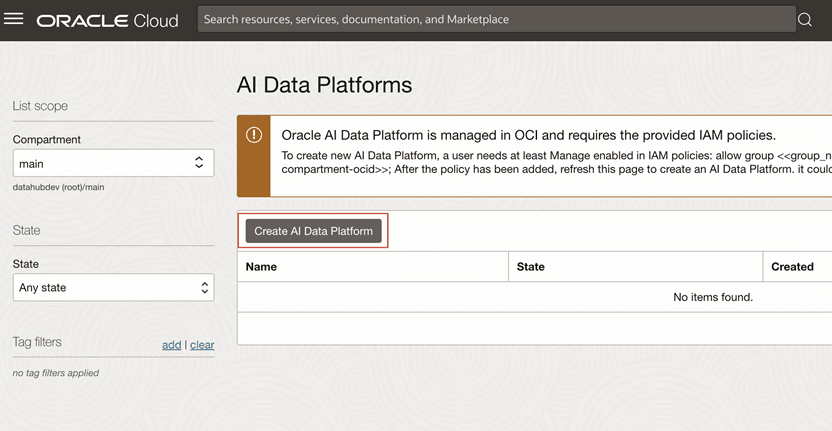 ORACLE Cloud
Search resources, services, documentation, and Marketplace
List scope
Compartment
main
datahubdev (root)/main
State
State
Any state
Tag filters
add | clear
no tag filters applied
AI Data Platforms
Oracle AI Data Platform is managed in OCI and requires the provided IAM policies.
To create new AI Data Platform, a user needs at least Manage enabled in IAM policies: allow group <<group_n
compartment-ocid>>; After the policy has been added, refresh this page to create an AI Data Platform. it coul
Create AI Data Platform
Name State Created
No items found.